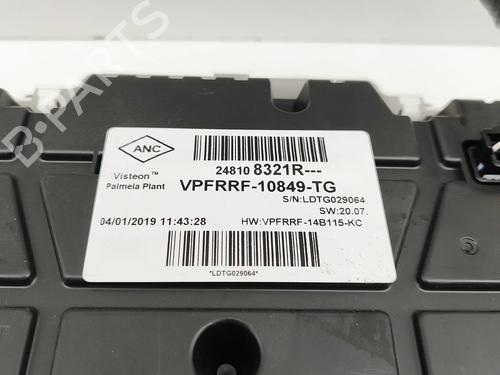 B-PARTS
ANC
Visteon™
Palmela Plant
24810 8321R---
VPFRRF-10849-TG
S/N:LDTG029064
SW:20.07.
04/01/2019 11:43:28
HW:VPFRRF-14B115-KC
*LDTG029064*